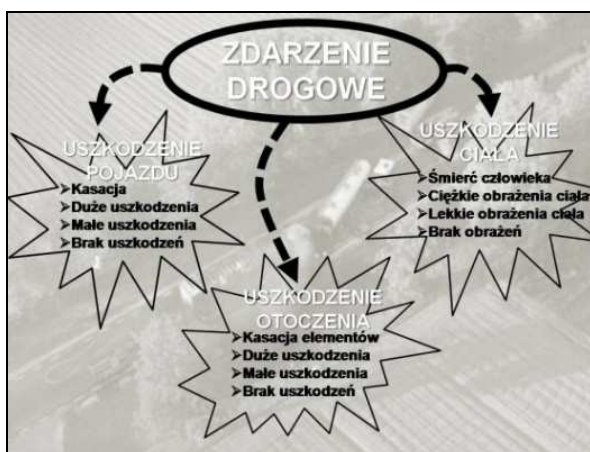 ZDARZENIE
DROGOWE
USZKODZENIE
POJAZDU
➢Kasacja
➢Duże uszkodzenia
➢Małe uszkodzenia
➢Brak uszkodzeń
USZKODZENIE
CIAŁA
➢Śmierć człowieka
➢Ciężkie obrażenia ciała
➢Lekkie obrażenia ciała
➢Brak obrażeń
USZKODZENIE
OTOCZENIA
➢Kasacja elementów
➢Duże uszkodzenia
➢Małe uszkodzenia
➢Brak uszkodzeń